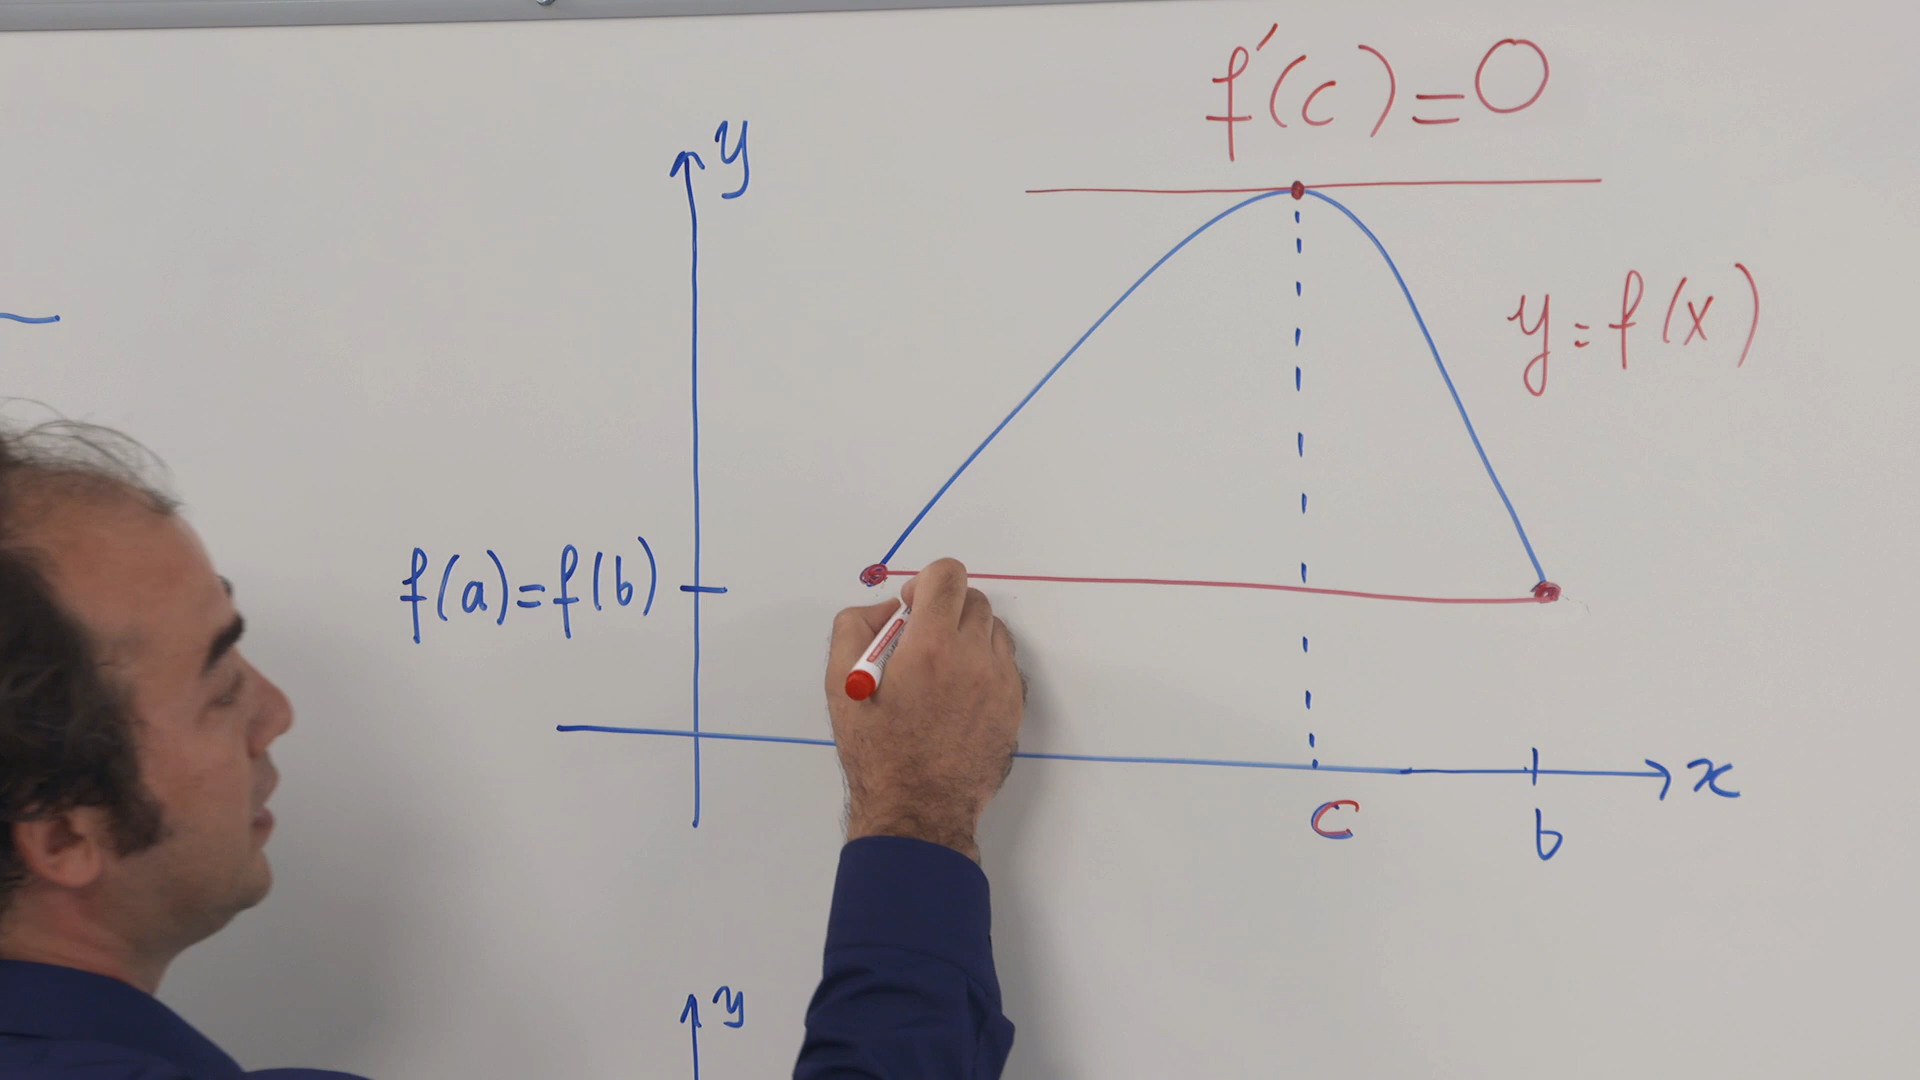 f'(c)=0
y
y=f(x)
f(a)=f(b)
x
c
b
y